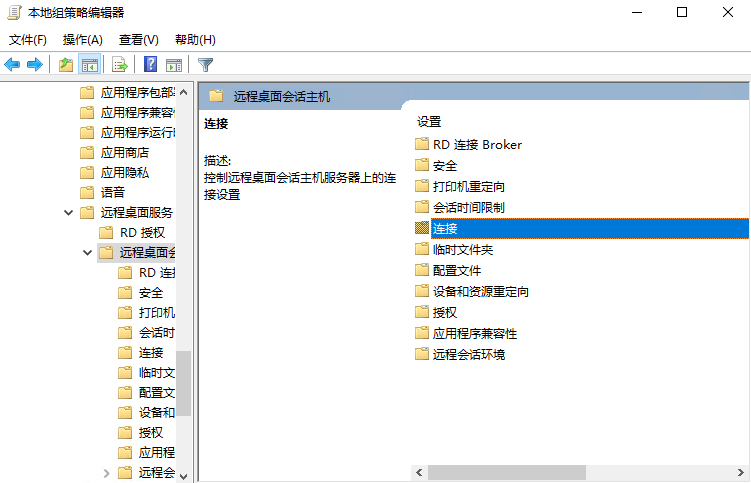 本地组策略编辑器
文件(F) 操作(A) 查看(V) 帮助(H)
应用程序包部
应用程序兼容性
应用程序运行时
应用商店
应用隐私
语音
远程桌面服务
RD 授权
远程桌面会
RD 连接
安全
打印机
会话时
连接
临时文
配置文
设备和
授权
应用程
远程会
远程桌面会话主机
连接
描述:
控制远程桌面会话主机服务器上的连
接设置
设置
RD 连接 Broker
安全
打印机重定向
会话时间限制
连接
临时文件夹
配置文件
设备和资源重定向
授权
应用程序兼容性
远程会话环境